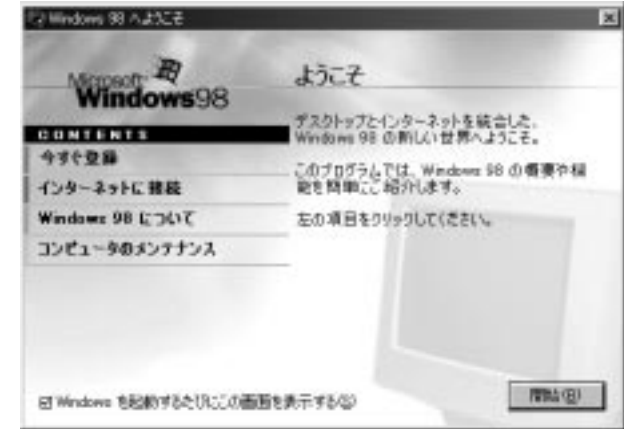 Windows 98 へようこそ
Microsoft
Windows98
CONTENTS
今すぐ登録
インターネットに接続
Windows 98 について
コンピュータのメンテナンス
ようこそ
デスクトップとインターネットを統合した、
Windows 98 の新しい世界へようこそ。
このプログラムでは、Windows 98 の概要や機
能を簡単にご紹介します。
左の項目をクリックしてください。
Windows を起動するたびにこの画面を表示する(S)
開始(B)